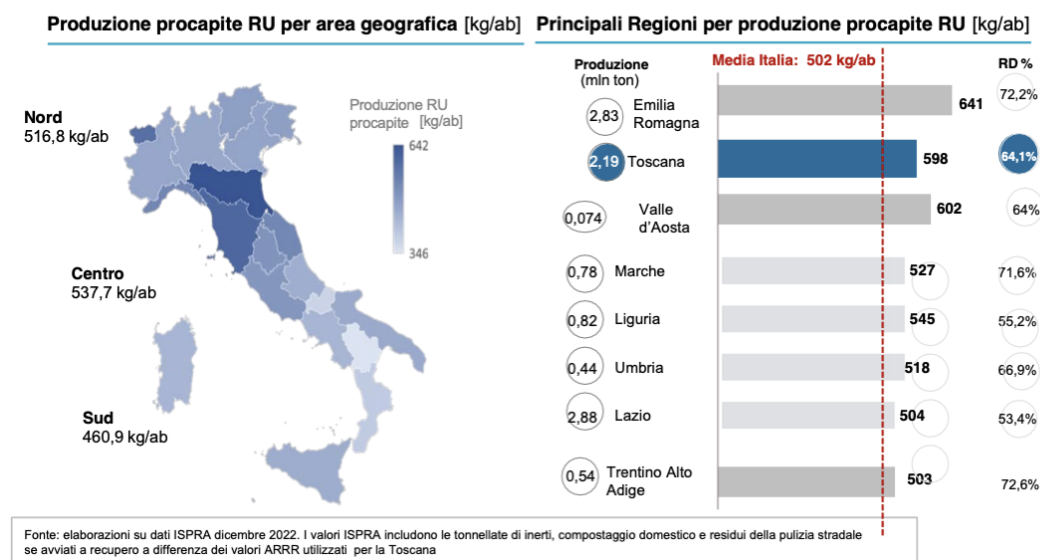 Produzione procapite RU per area geografica [kg/ab]
Nord
516,8 kg/ab
Centro
537,7 kg/ab
Sud
460,9 kg/ab
Produzione RU
procapite [kg/ab]
642
346
Principali Regioni per produzione procapite RU [kg/ab]
Media Italia: 502 kg/ab
Produzione
(mln ton)
RD %
2,83
Emilia
Romagna
641
72,2%
2,19 Toscana 598 64,1%
0,074
Valle
d'Aosta
602
64%
0,78 Marche 527 71,6%
0,82 Liguria 545 55,2%
0,44 Umbria 518 66,9%
2,88 Lazio 504 53,4%
0,54
Trentino Alto
Adige
503
72,6%
Fonte: elaborazioni su dati ISPRA dicembre 2022. I valori ISPRA includono le tonnellate di inerti, compostaggio domestico e residui della pulizia stradale
se avviati a recupero a differenza dei valori ARRR utilizzati per la Toscana